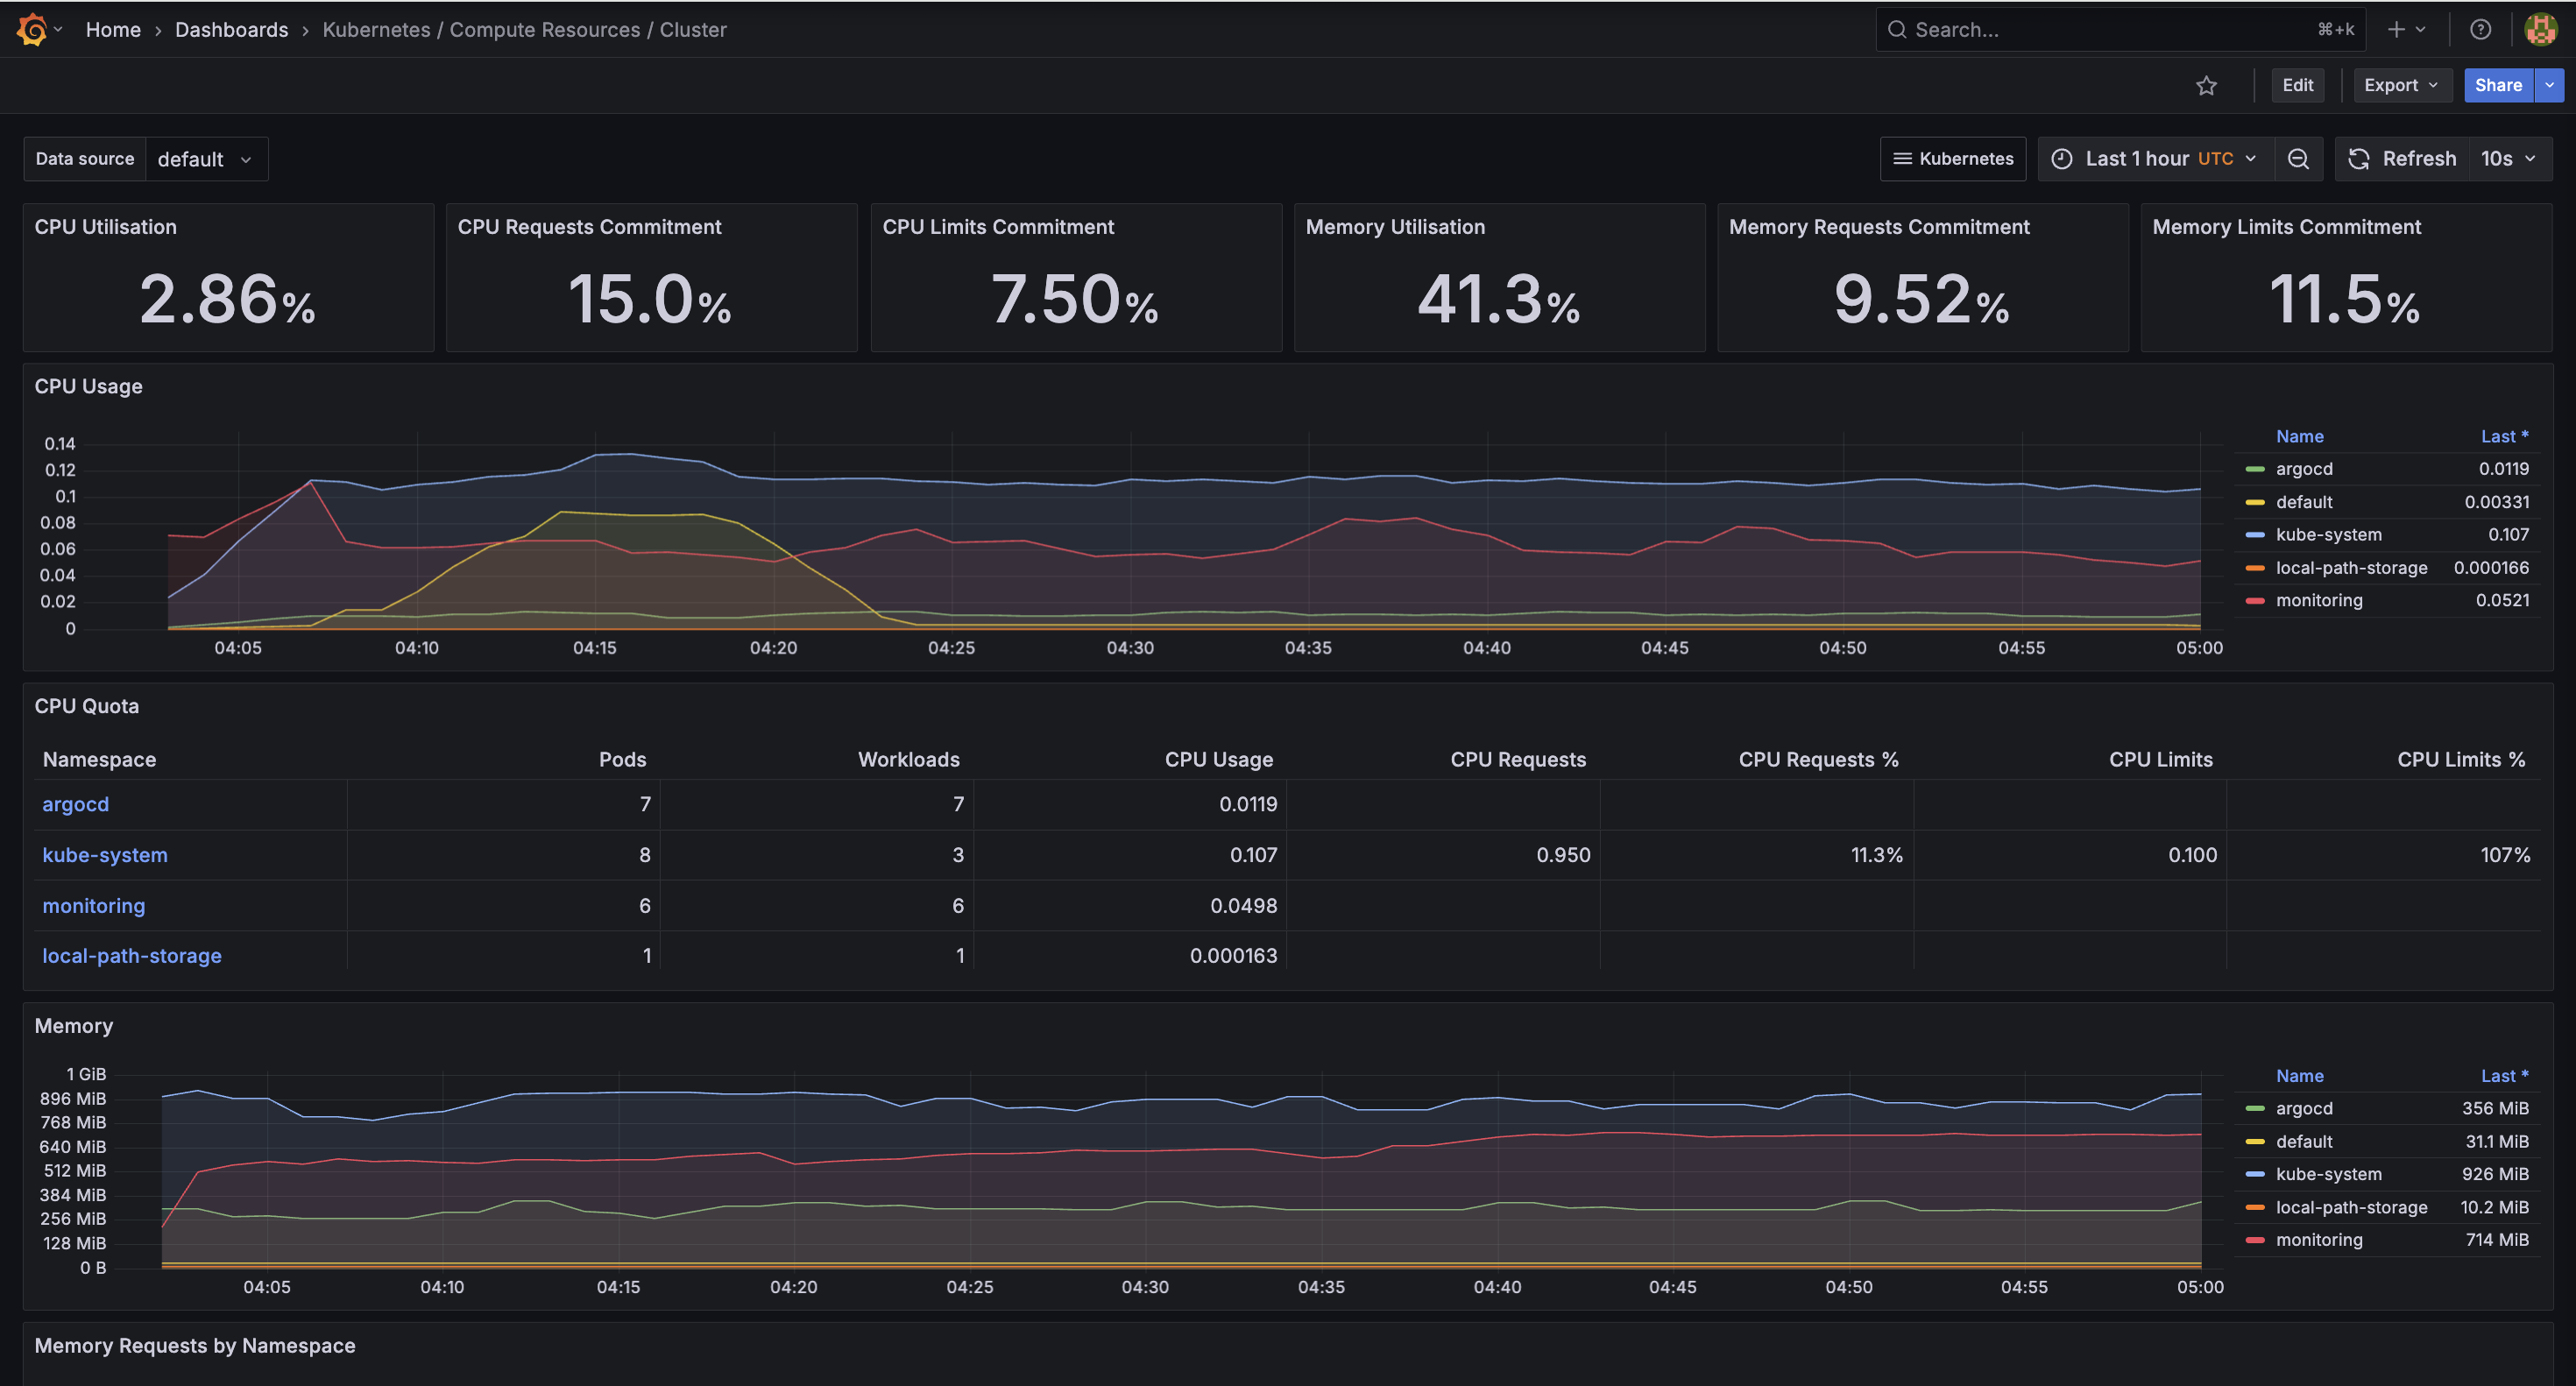 Home › Dashboards › Kubernetes / Compute Resources / Cluster
Search... ⌘+k
Edit Export Share
Data source default
Kubernetes Last 1 hour UTC Refresh 10s
CPU Utilisation
2.86%
CPU Requests Commitment
15.0%
CPU Limits Commitment
7.50%
Memory Utilisation
41.3%
Memory Requests Commitment
9.52%
Memory Limits Commitment
11.5%
CPU Usage
0.14
0.12
0.1
0.08
0.06
0.04
0.02
0
04:05 04:10 04:15 04:20 04:25 04:30 04:35 04:40 04:45 04:50 04:55 05:00
Name Last *
argocd 0.0119
default 0.00331
kube-system 0.107
local-path-storage 0.000166
monitoring 0.0521
CPU Quota
Namespace Pods Workloads CPU Usage CPU Requests CPU Requests % CPU Limits CPU Limits %
argocd 7 7 0.0119
kube-system 8 3 0.107 0.950 11.3% 0.100 107%
monitoring 6 6 0.0498
local-path-storage 1 1 0.000163
Memory
1 GiB
896 MiB
768 MiB
640 MiB
512 MiB
384 MiB
256 MiB
128 MiB
0 B
04:05 04:10 04:15 04:20 04:25 04:30 04:35 04:40 04:45 04:50 04:55 05:00
Name Last *
argocd 356 MiB
default 31.1 MiB
kube-system 926 MiB
local-path-storage 10.2 MiB
monitoring 714 MiB
Memory Requests by Namespace